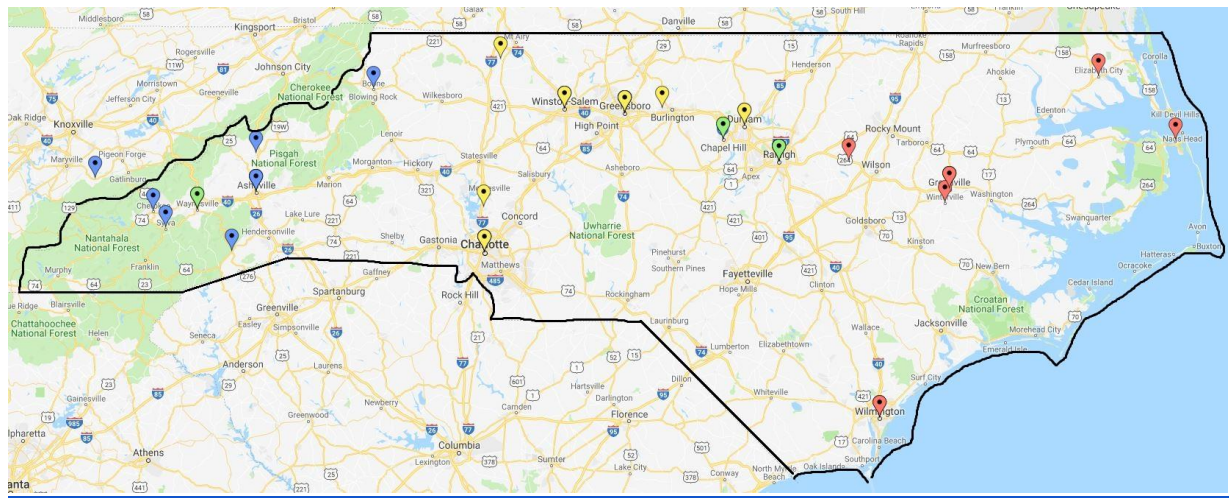 Middlesboro
Kingsport
Bristol
Galax
Martinsville
Danville
South Hill
Franklin
Chesapeake
Rogersville
Johnson City
Mt Airy
Roanoke Rapids
Murfreesboro
Corolla
Morristown
Greeneville
Cherokee National Forest
Boone
Blowing Rock
Wilkesboro
Henderson
Ahoskie
Elizabeth City
Jefferson City
Oak Ridge
Knoxville
Winston-Salem
Greensboro
Burlington
Durham
Edenton
Kill Devil Hills
Nags Head
High Point
Chapel Hill
Raleigh
Rocky Mount
Tarboro
Plymouth
Maryville
Pigeon Forge
Gatlinburg
Pisgah National Forest
Lenoir
Morganton
Hickory
Statesville
Asheboro
Apex
Wilson
Asheville
Marion
Salisbury
Greenville
Washington
Cherokee
Waynesville
Mooresville
Winterville
Sylva
Lake Lure
Concord
Uwharrie National Forest
Goldsboro
Swanquarter
Nantahala National Forest
Hendersonville
Shelby
Gastonia
Charlotte
Matthews
Pinehurst
Southern Pines
Kinston
Avon
Buxton
Hatteras
Ocracoke
Murphy
Franklin
Gaffney
Fayetteville
Hope Mills
Clinton
New Bern
Cedar Island
Blairsville
Spartanburg
Rock Hill
Rockingham
Croatan National Forest
Greenville
Easley
Simpsonville
Laurinburg
Wallace
Jacksonville
Morehead City
Chattahoochee National Forest
Helen
Seneca
Lumberton
Elizabethtown
Emerald Isle
Anderson
Laurens
Hartsville
Dillon
Surf City
Gainesville
Newberry
Camden
Darlington
Whiteville
Wilmington
Greenwood
Florence
Carolina Beach
Alpharetta
Athens
Columbia
Lexington
Sumter
Lake City
Conway
Oak Islands
Southport